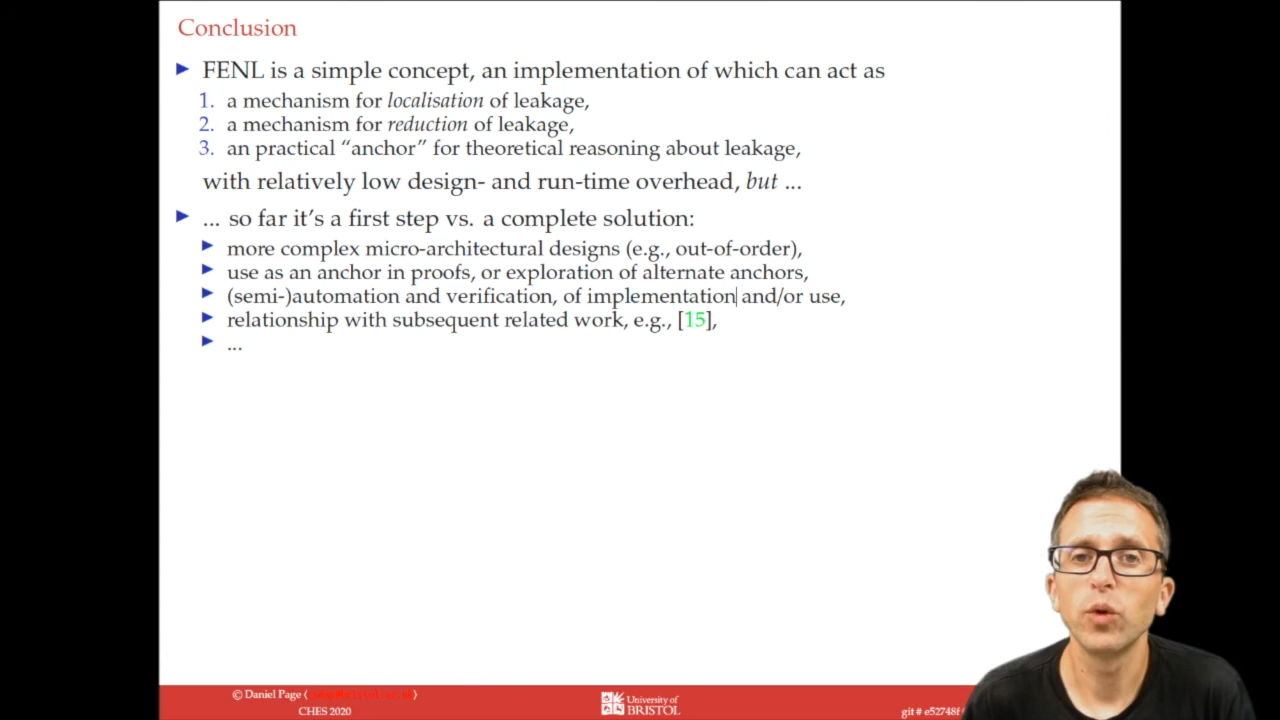 Conclusion
▶ FENL is a simple concept, an implementation of which can act as
1. a mechanism for localisation of leakage,
2. a mechanism for reduction of leakage,
3. an practical “anchor” for theoretical reasoning about leakage,
with relatively low design- and run-time overhead, but ...
▶ ... so far it's a first step vs. a complete solution:
▶ more complex micro-architectural designs (e.g., out-of-order),
▶ use as an anchor in proofs, or exploration of alternate anchors,
▶ (semi-)automation and verification, of implementation and/or use,
▶ relationship with subsequent related work, e.g., [15],
▶ ...
© Daniel Page (
)
CHES 2020
University of
BRISTOL
git # e52748f